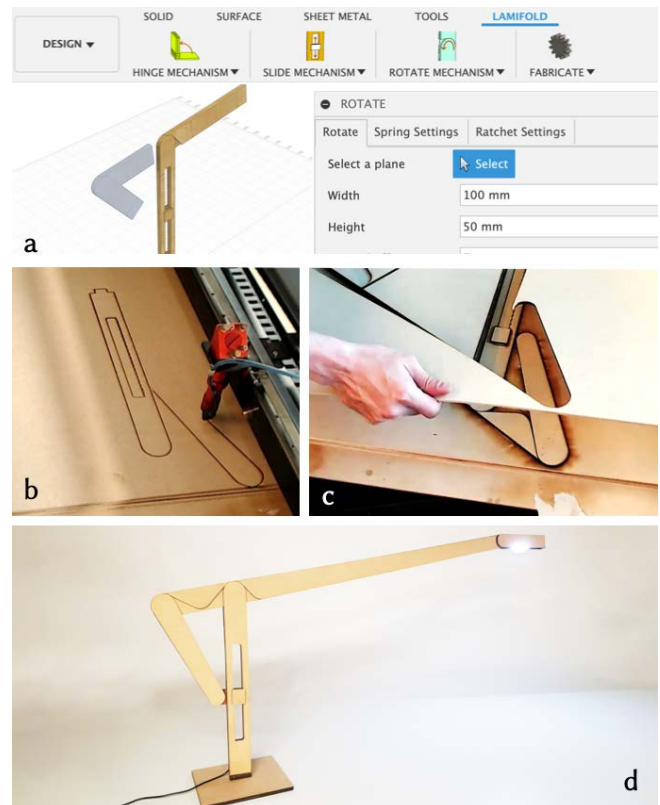 SOLID SURFACE SHEET METAL TOOLS LAMIFOLD
DESIGN ▾
HINGE MECHANISM ▾ SLIDE MECHANISM ▾ ROTATE MECHANISM ▾ FABRICATE ▾
ROTATE
Rotate Spring Settings Ratchet Settings
Select a plane Select
Width 100 mm
Height 50 mm
a
b
c
d